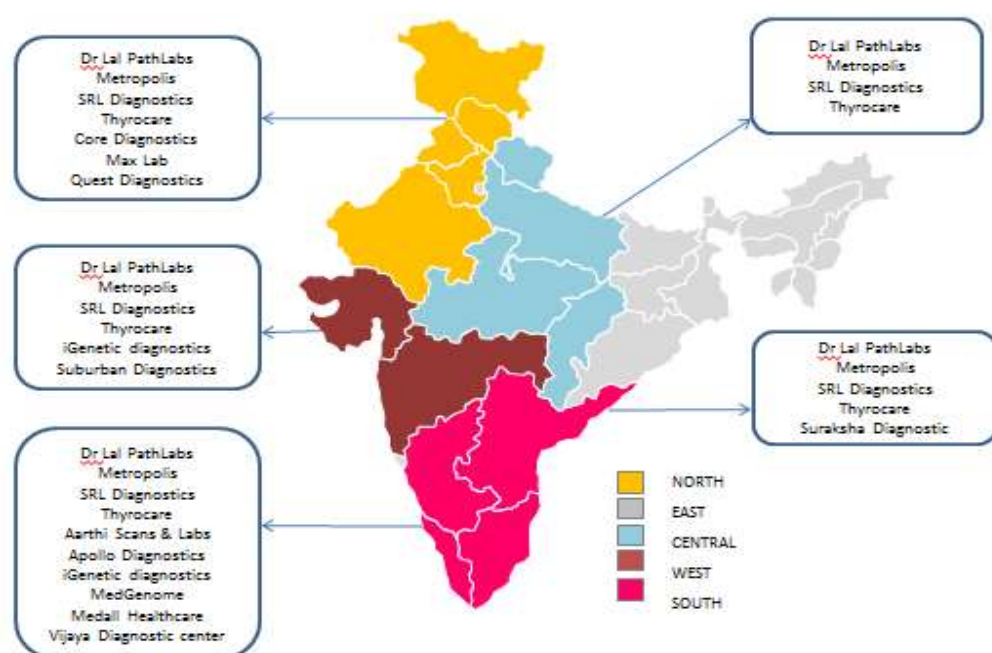 Dr Lal PathLabs
Metropolis
SRL Diagnostics
Thyrocare
Core Diagnostics
Max Lab
Quest Diagnostics
Dr Lal PathLabs
Metropolis
SRL Diagnostics
Thyrocare
Dr Lal PathLabs
Metropolis
SRL Diagnostics
Thyrocare
iGenetic diagnostics
Suburban Diagnostics
Dr Lal PathLabs
Metropolis
SRL Diagnostics
Thyrocare
Suraksha Diagnostic
Dr Lal PathLabs
Metropolis
SRL Diagnostics
Thyrocare
Aarthi Scans & Labs
Apollo Diagnostics
iGenetic diagnostics
MedGenome
Medall Healthcare
Vijaya Diagnostic center
NORTH
EAST
CENTRAL
WEST
SOUTH